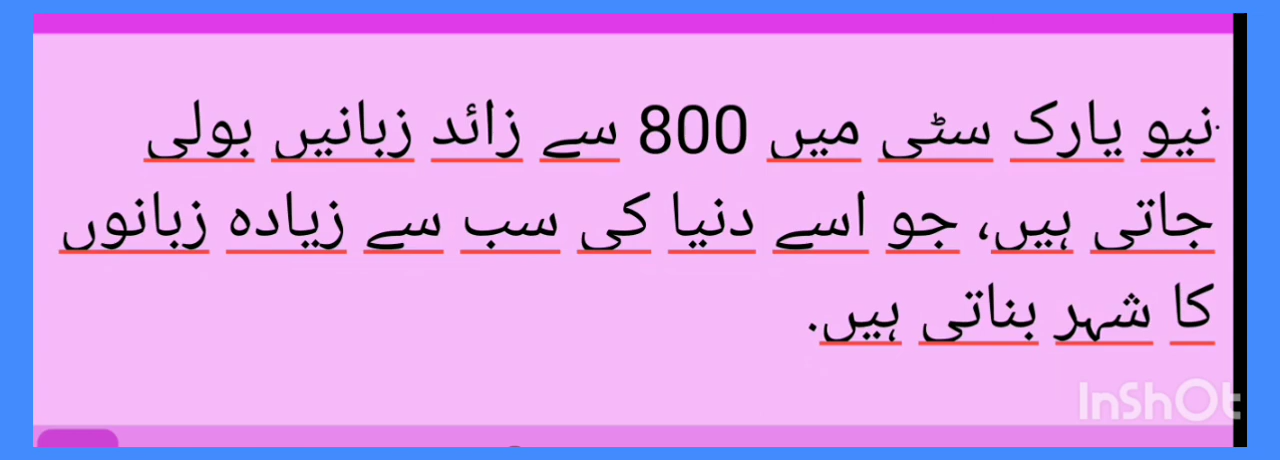 نیو یارک سٹی میں 800 سے زائد زبانیں بولی
جاتی ہیں، جو اسے دنیا کی سب سے زیادہ زبانوں
کا شہر بناتی ہیں.
InShOt